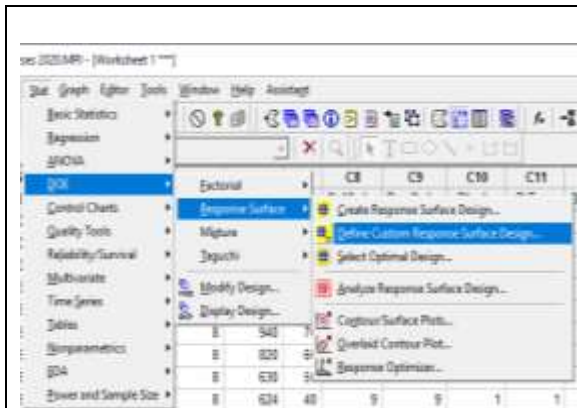 ses 2020.MPJ - [Worksheet 1 ***]
Stat Graph Editor Tools Window Help Assistant
Basic Statistics
Regression
ANOVA
DOE
Control Charts
Quality Tools
Reliability/Survival
Multivariate
Time Series
Tables
Nonparametrics
EDA
Power and Sample Size
Factorial
Response Surface
Mixture
Taguchi
Modify Design...
Display Design...
Create Response Surface Design...
Define Custom Response Surface Design...
Select Optimal Design...
Analyze Response Surface Design...
Contour/Surface Plots...
Overlaid Contour Plot...
Response Optimizer...
C8 C9 C10 C11
8 940
8 820
8 630
8 624 40 9 9 1 1